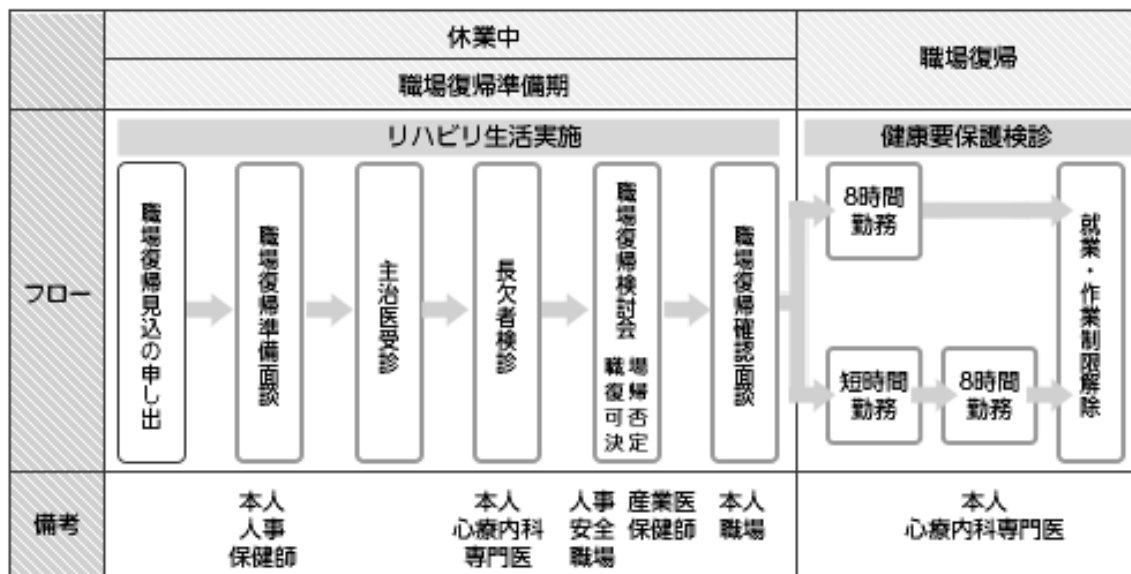 休業中
職場復帰
職場復帰準備期
フロー
リハビリ生活実施
健康要保護検診
職場復帰見込の申し出
職場復帰準備面談
主治医受診
長欠者検診
職場復帰検討会
職場
復帰
可否
決定
職場復帰確認面談
8時間
勤務
短時間
勤務
8時間
勤務
就業・作業制限解除
備考
本人
人事
保健師
本人
心療内科
専門医
人事 産業医
安全 保健師
職場
本人
職場
本人
心療内科専門医